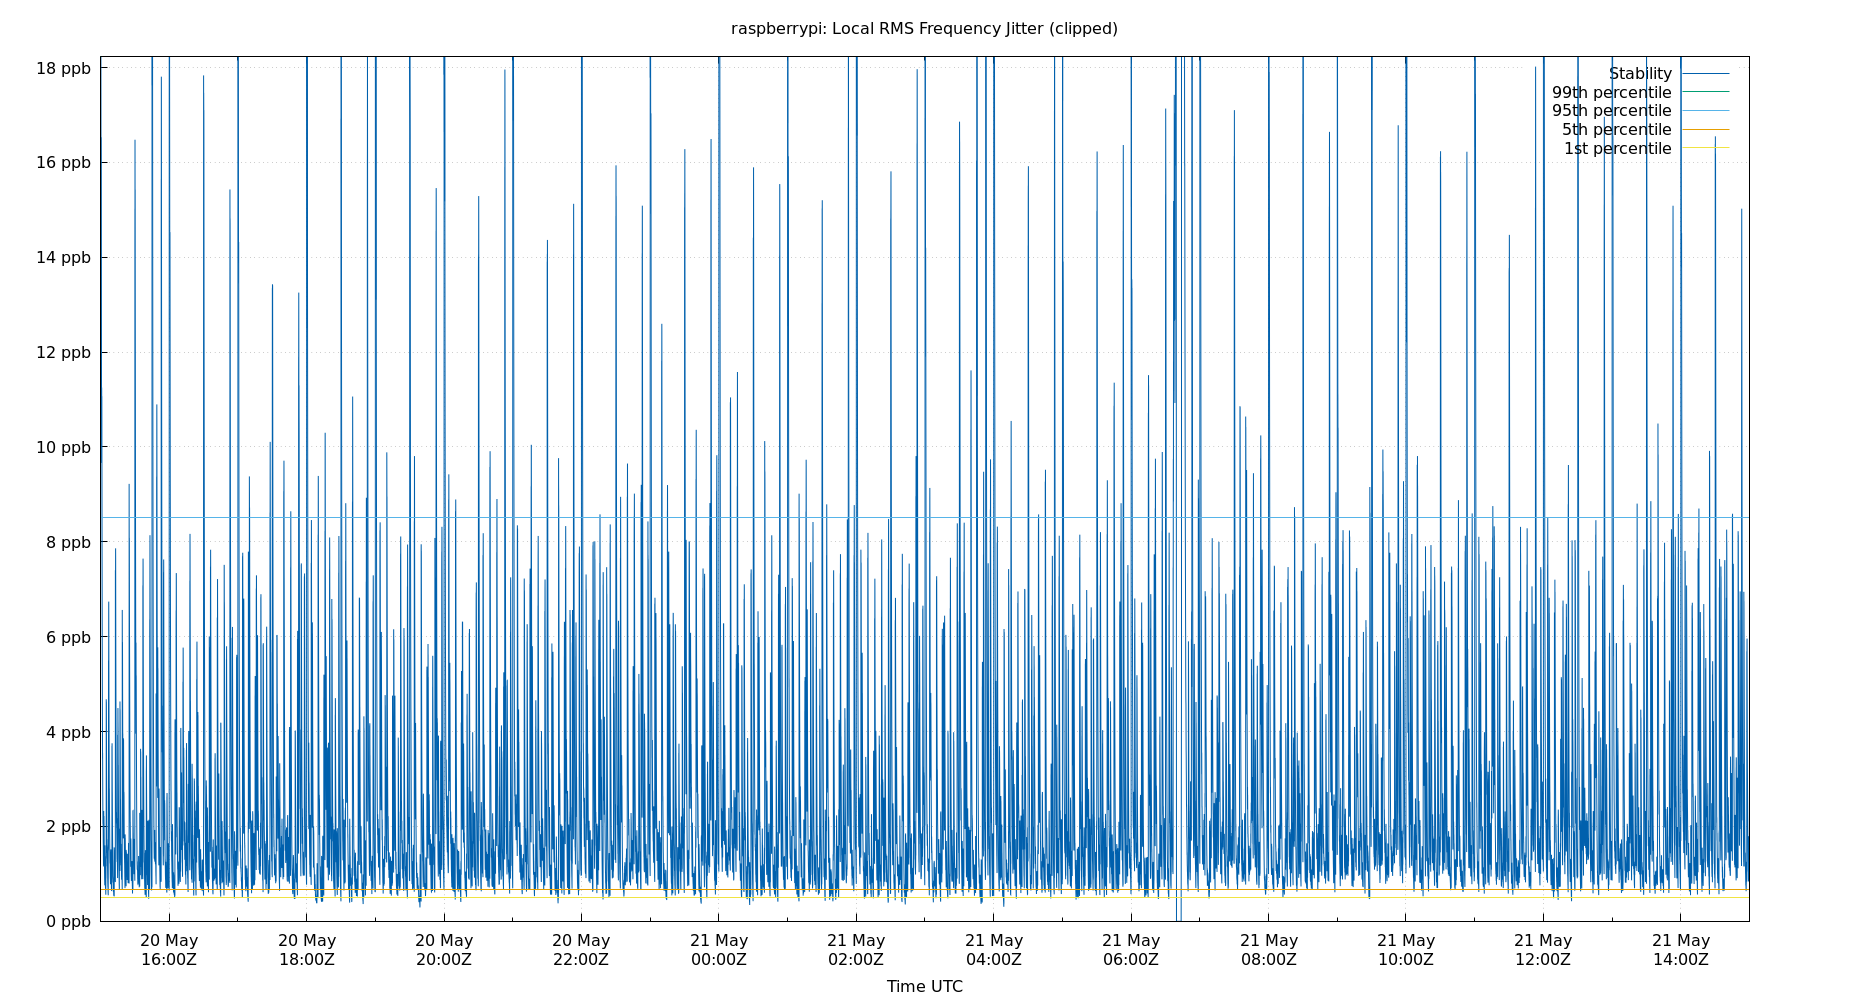 raspberrypi: Local RMS Frequency Jitter (clipped)
18 ppb
16 ppb
14 ppb
12 ppb
10 ppb
8 ppb
6 ppb
4 ppb
2 ppb
0 ppb
Stability
99th percentile
95th percentile
5th percentile
1st percentile
20 May 20 May 20 May 20 May 21 May 21 May 21 May 21 May 21 May 21 May 21 May 21 May
16:00Z 18:00Z 20:00Z 22:00Z 00:00Z 02:00Z 04:00Z 06:00Z 08:00Z 10:00Z 12:00Z 14:00Z
Time UTC